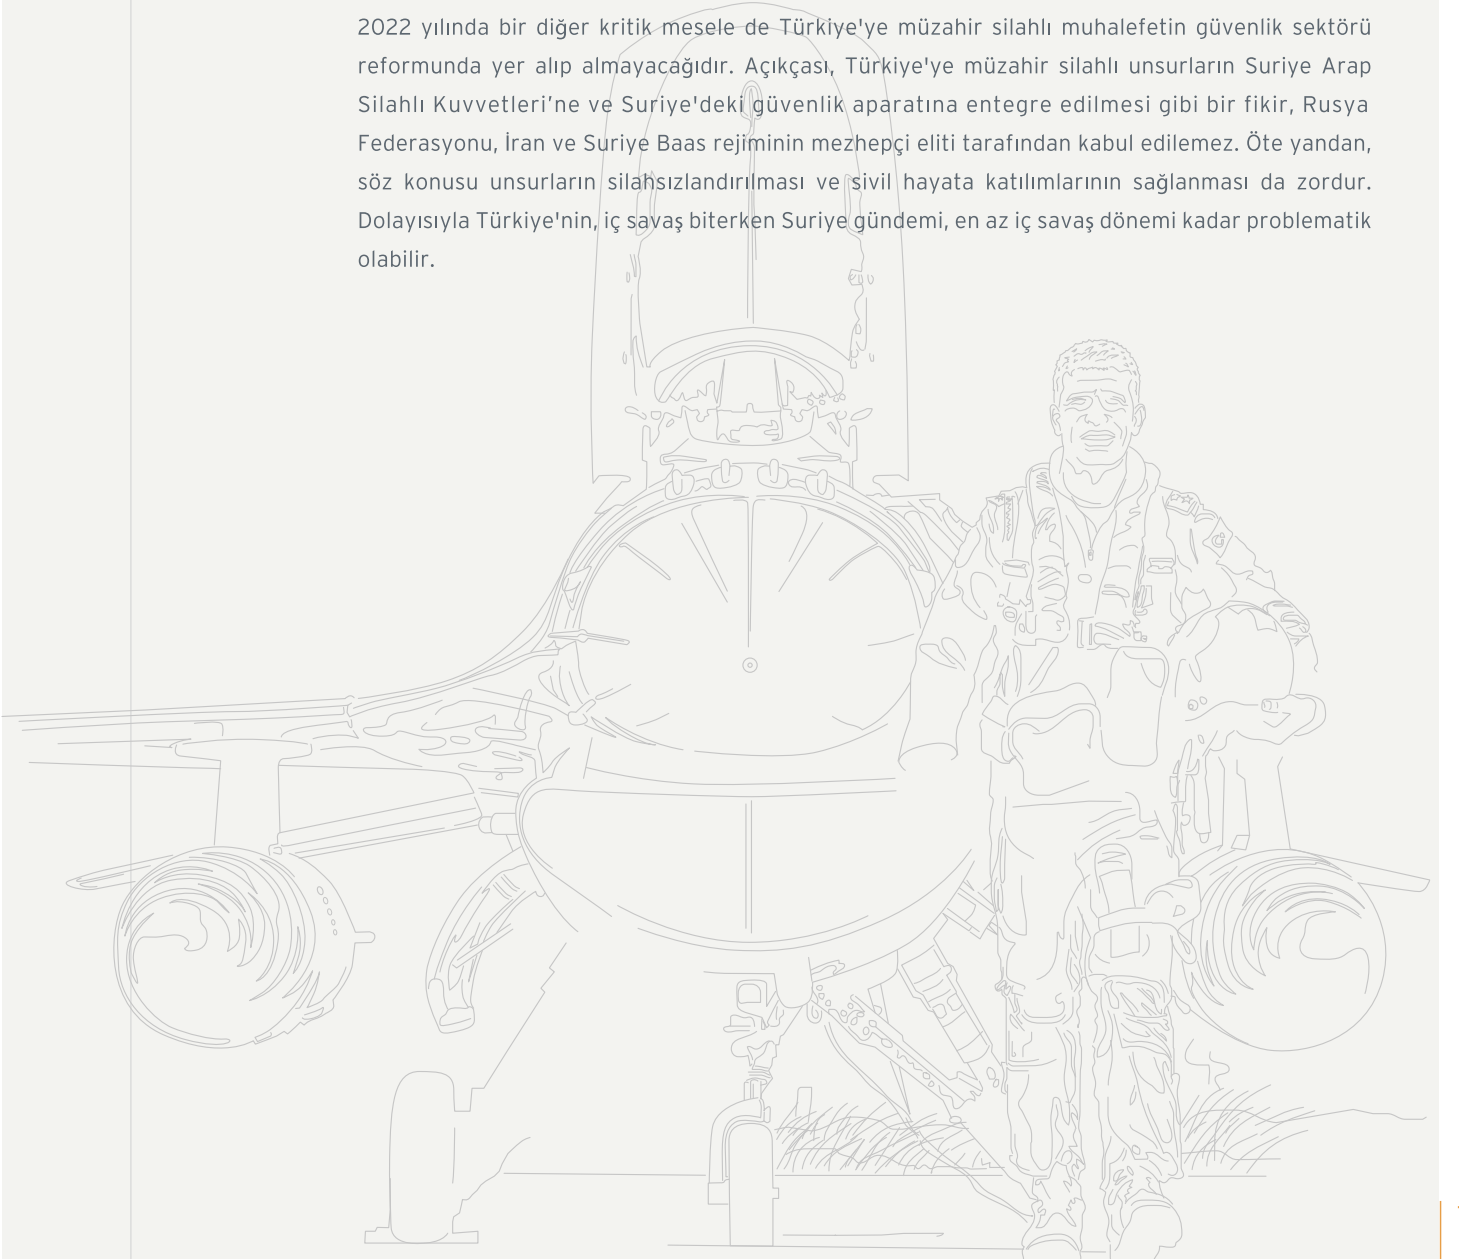 2022 yılında bir diğer kritik mesele de Türkiye'ye müzahir silahlı muhalefetin güvenlik sektörü
reformunda yer alıp almayacağıdır. Açıkçası, Türkiye'ye müzahir silahlı unsurların Suriye Arap
Silahlı Kuvvetleri’ne ve Suriye'deki güvenlik aparatına entegre edilmesi gibi bir fikir, Rusya
Federasyonu, İran ve Suriye Baas rejiminin mezhepçi eliti tarafından kabul edilemez. Öte yandan,
söz konusu unsurların silahsızlandırılması ve sivil hayata katılımlarının sağlanması da zordur.
Dolayısıyla Türkiye'nin, iç savaş biterken Suriye gündemi, en az iç savaş dönemi kadar problematik
olabilir.